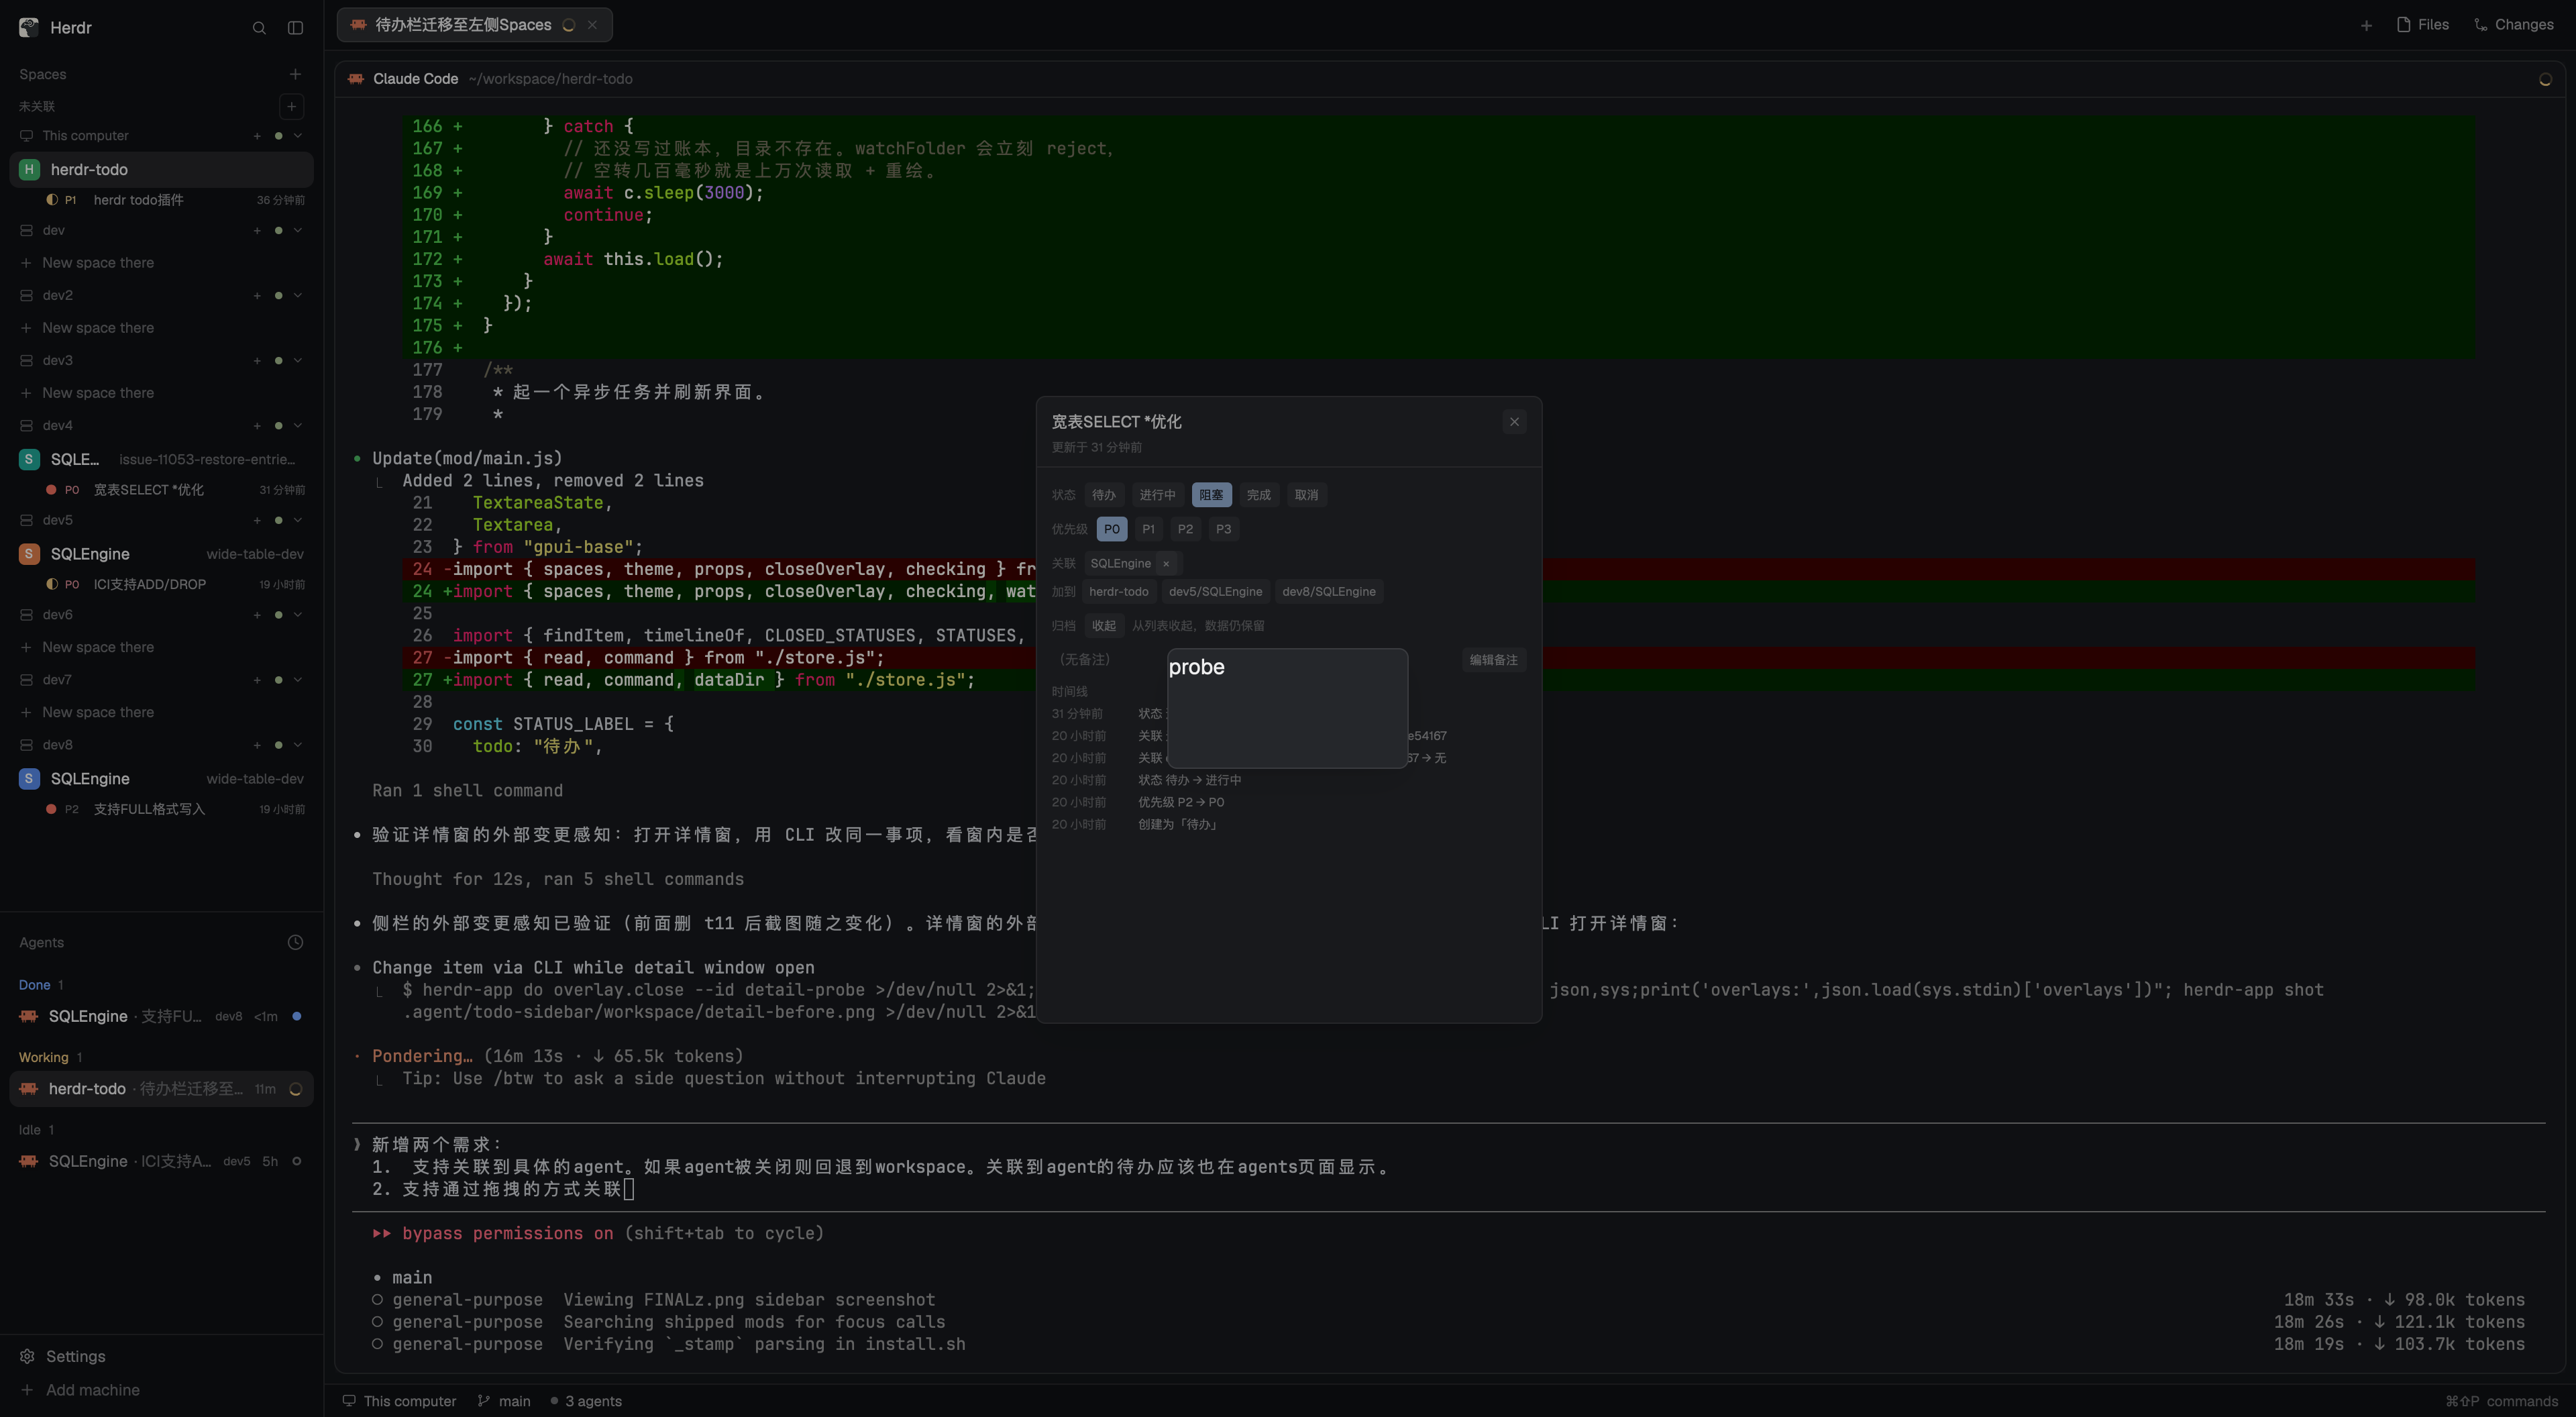 Herdr
Spaces
未关联
This computer
H herdr-todo
P1 herdr todo插件 36 分钟前
dev
New space there
dev2
New space there
dev3
New space there
dev4
S SQLE… issue-11053-restore-entrie…
P0 宽表SELECT *优化 31 分钟前
dev5
S SQLEngine wide-table-dev
P0 ICI支持ADD/DROP 19 小时前
dev6
New space there
dev7
New space there
dev8
S SQLEngine wide-table-dev
P2 支持FULL格式写入 19 小时前
Agents
Done 1
SQLEngine · 支持FU… dev8 <1m
Working 1
herdr-todo · 待办栏迁移至… 11m
Idle 1
SQLEngine · ICI支持A… dev5 5h
Settings
Add machine
待办栏迁移至左侧Spaces
Files
Changes
Claude Code ~/workspace/herdr-todo
166 + } catch {
167 + // 还没写过账本，目录不存在。watchFolder 会立刻 reject，
168 + // 空转几百毫秒就是上万次读取 + 重绘。
169 + await c.sleep(3000);
170 + continue;
171 + }
172 + await this.load();
173 + }
174 + });
175 + }
176 +
177 /**
178 * 起一个异步任务并刷新界面。
179 *
Update(mod/main.js)
Added 2 lines, removed 2 lines
21 TextareaState,
22 Textarea,
23 } from "gpui-base";
24 -import { spaces, theme, props, closeOverlay, checking } fr
24 +import { spaces, theme, props, closeOverlay, checking, wat
25
26 import { findItem, timelineOf, CLOSED_STATUSES, STATUSES,
27 -import { read, command } from "./store.js";
27 +import { read, command, dataDir } from "./store.js";
28
29 const STATUS_LABEL = {
30 todo: "待办",
Ran 1 shell command
验证详情窗的外部变更感知：打开详情窗，用 CLI 改同一事项，看窗内是否
Thought for 12s, ran 5 shell commands
侧栏的外部变更感知已验证（前面删 t11 后截图随之变化）。详情窗的外部 LI 打开详情窗：
Change item via CLI while detail window open
$ herdr-app do overlay.close --id detail-probe >/dev/null 2>&1; json,sys;print('overlays:',json.load(sys.stdin)['overlays'])"; herdr-app shot
.agent/todo-sidebar/workspace/detail-before.png >/dev/null 2>&1
Pondering… (16m 13s · ↓ 65.5k tokens)
Tip: Use /btw to ask a side question without interrupting Claude
新增两个需求：
1. 支持关联到具体的agent。如果agent被关闭则回退到workspace。关联到agent的待办应该也在agents页面显示。
2. 支持通过拖拽的方式关联
bypass permissions on (shift+tab to cycle)
main
general-purpose Viewing FINALz.png sidebar screenshot 18m 33s · ↓ 98.0k tokens
general-purpose Searching shipped mods for focus calls 18m 26s · ↓ 121.1k tokens
general-purpose Verifying `_stamp` parsing in install.sh 18m 19s · ↓ 103.7k tokens
This computer main 3 agents
⌘⇧P commands
宽表SELECT *优化
更新于 31 分钟前
状态 待办 进行中 阻塞 完成 取消
优先级 P0 P1 P2 P3
关联 SQLEngine ×
加到 herdr-todo dev5/SQLEngine dev8/SQLEngine
归档 收起 从列表收起，数据仍保留
（无备注） 编辑备注
probe
时间线
31 分钟前 状态
20 小时前 关联 e54167
20 小时前 关联 67 → 无
20 小时前 状态 待办 → 进行中
20 小时前 优先级 P2 → P0
20 小时前 创建为「待办」